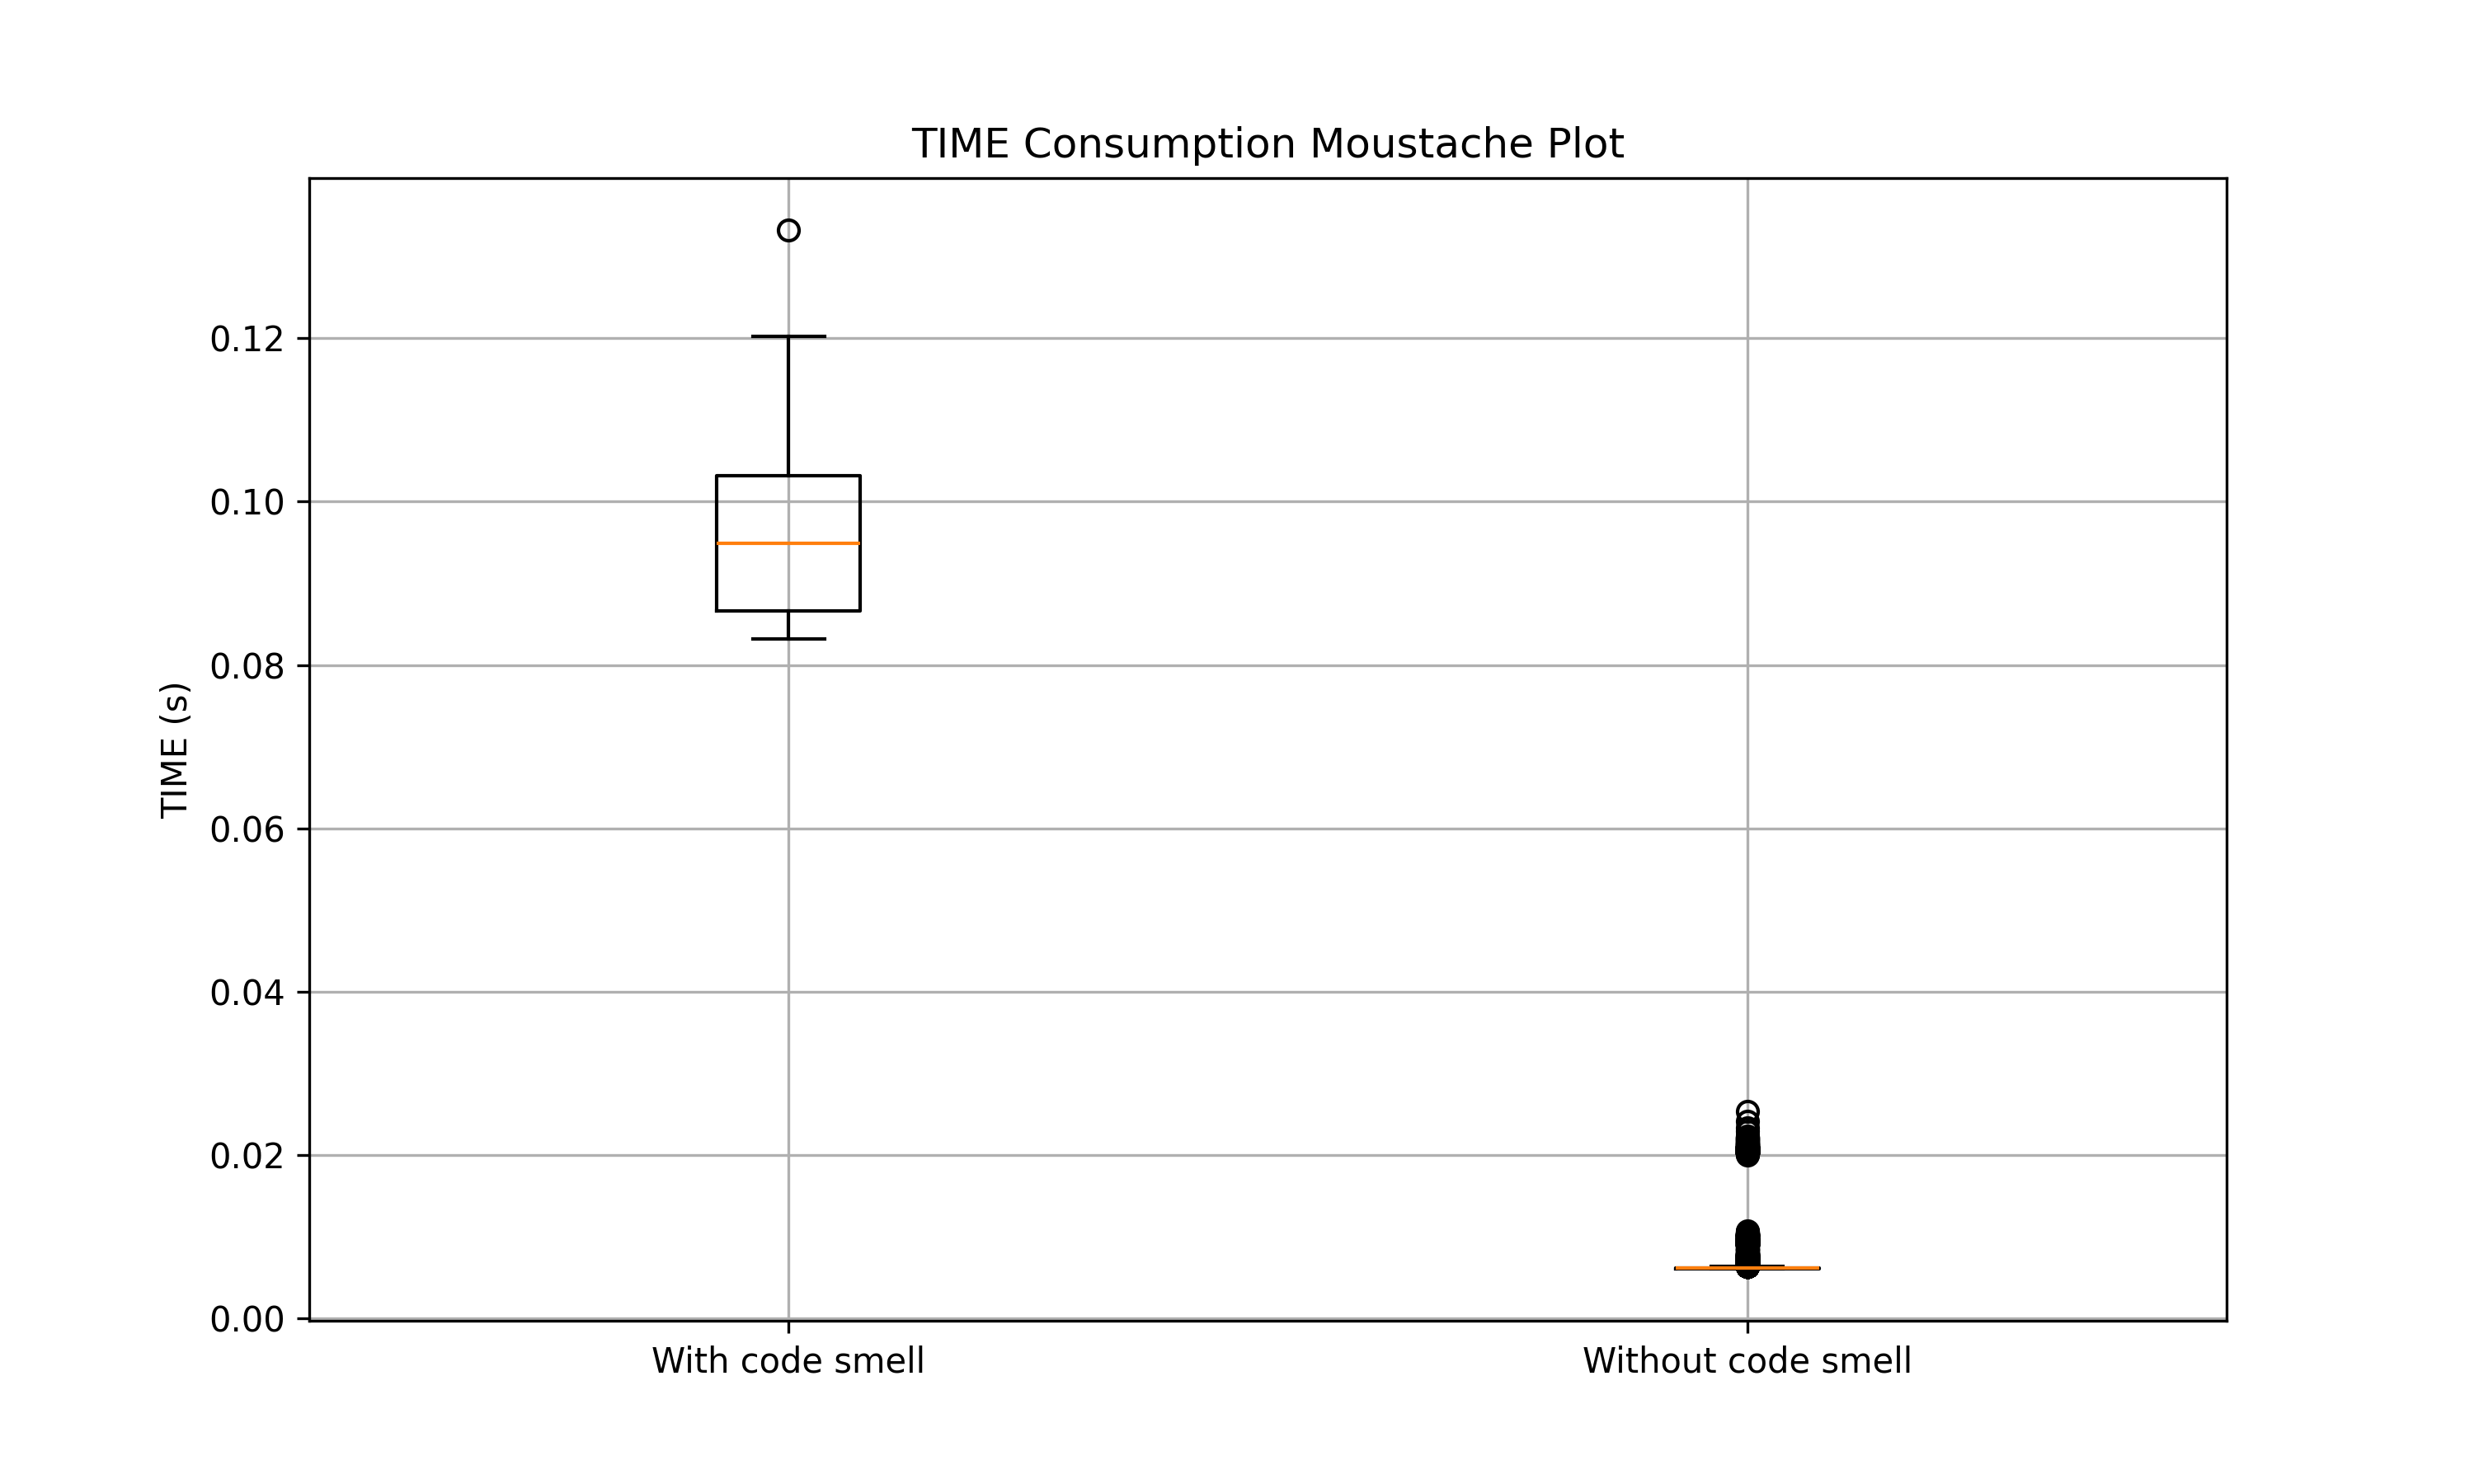 TIME Consumption Moustache Plot
TIME (s)
0.12
0.10
0.08
0.06
0.04
0.02
0.00
With code smell
Without code smell